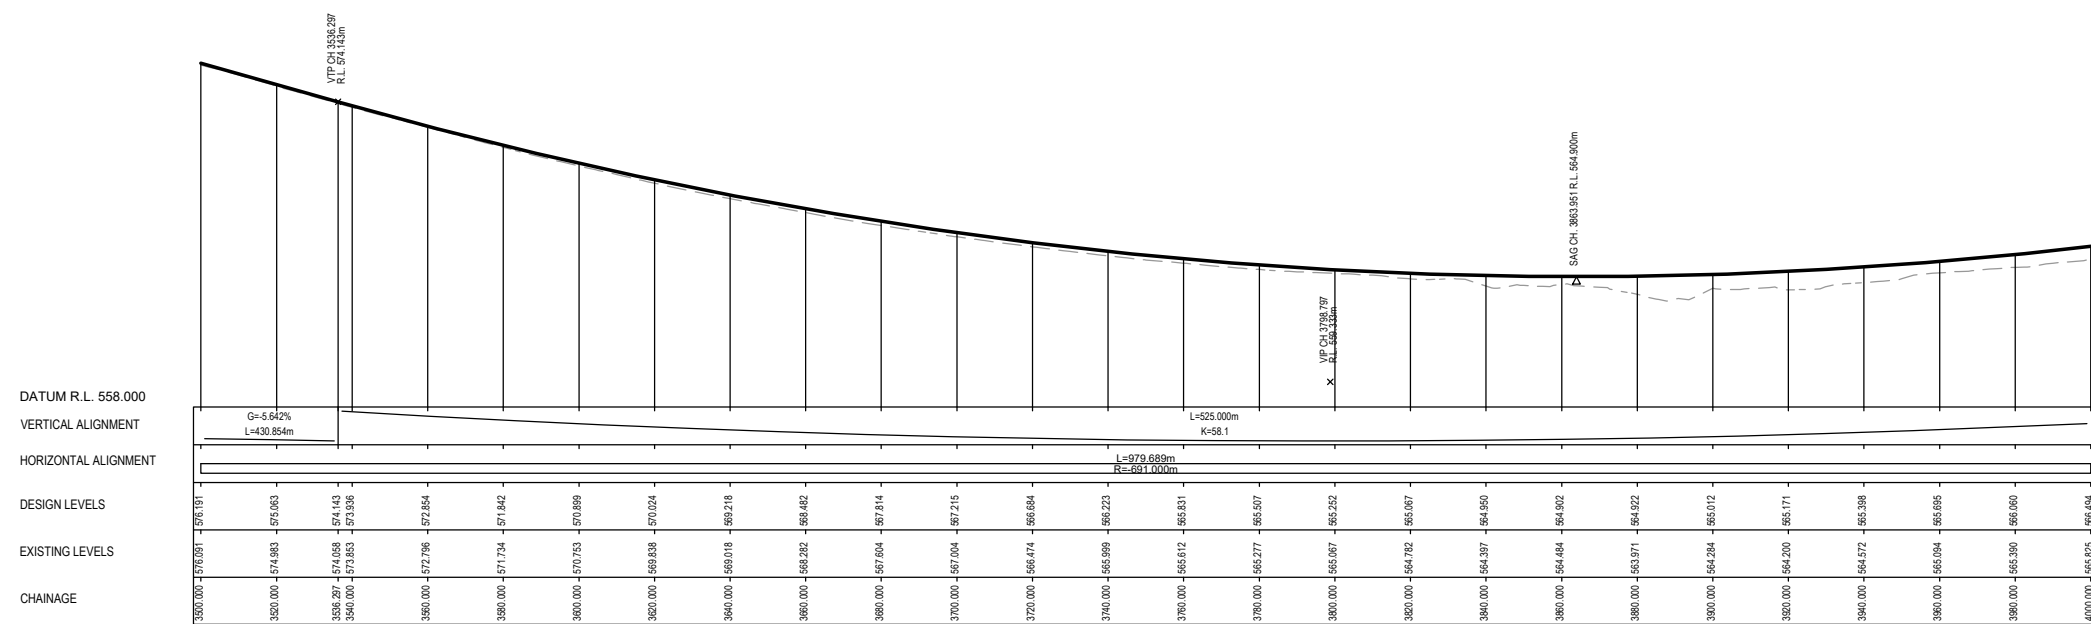 VTP CH 3536.297
R.L. 574.143m
SAG CH. 3863.951 R.L. 564.900m
VIP CH 3798.797
R.L. 559.333m
DATUM R.L. 558.000
VERTICAL ALIGNMENT
G=-5.642%
L=430.854m
L=525.000m
K=58.1
HORIZONTAL ALIGNMENT
L=979.689m
R=-691.000m
DESIGN LEVELS
576.191 575.063 574.143 573.936 572.854 571.842 570.899 570.024 569.218 568.482 567.814 567.215 566.684 566.223 565.831 565.507 565.252 565.067 564.950 564.902 564.922 565.012 565.171 565.398 565.695 566.060 566.494
EXISTING LEVELS
576.091 574.983 574.058 573.853 572.796 571.734 570.753 569.838 569.018 568.282 567.604 567.004 566.474 565.999 565.612 565.277 565.067 564.782 564.397 564.484 563.971 564.284 564.200 564.572 565.094 565.390 565.825
CHAINAGE
3500.000 3520.000 3536.297 3540.000 3560.000 3580.000 3600.000 3620.000 3640.000 3660.000 3680.000 3700.000 3720.000 3740.000 3760.000 3780.000 3800.000 3820.000 3840.000 3860.000 3880.000 3900.000 3920.000 3940.000 3960.000 3980.000 4000.000